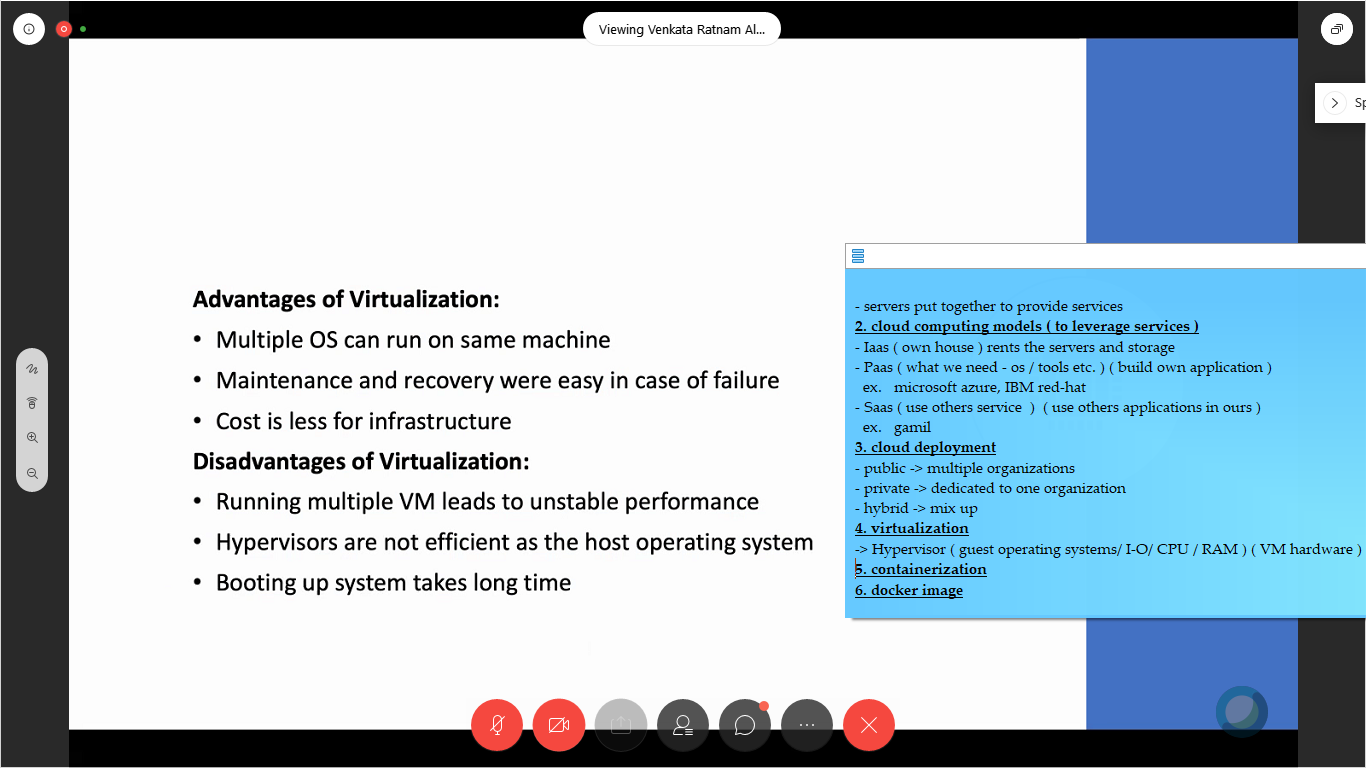 Viewing Venkata Ratnam Al...
Sp
Advantages of Virtualization:
• Multiple OS can run on same machine
• Maintenance and recovery were easy in case of failure
• Cost is less for infrastructure
Disadvantages of Virtualization:
• Running multiple VM leads to unstable performance
• Hypervisors are not efficient as the host operating system
• Booting up system takes long time
- servers put together to provide services
2. cloud computing models ( to leverage services )
- Iaas ( own house ) rents the servers and storage
- Paas ( what we need - os / tools etc. ) ( build own application )
ex. microsoft azure, IBM red-hat
- Saas ( use others service ) ( use others applications in ours )
ex. gamil
3. cloud deployment
- public -> multiple organizations
- private -> dedicated to one organization
- hybrid -> mix up
4. virtualization
-> Hypervisor ( guest operating systems/ I-O/ CPU / RAM ) ( VM hardware )
5. containerization
6. docker image